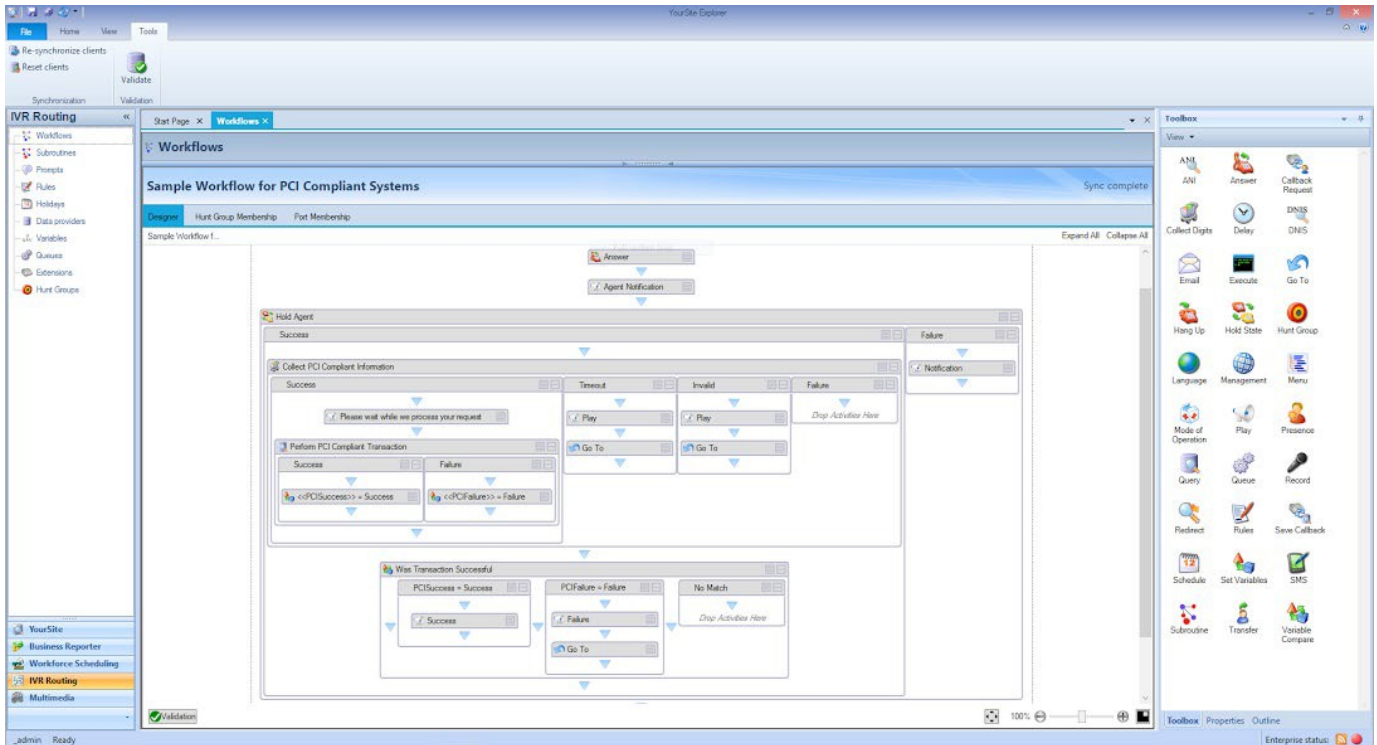 YourSite Explorer
File Home View Tools
Re-synchronize clients
Reset clients
Validate
Synchronization Validation
IVR Routing «
Workflows
Subroutines
Prompts
Rules
Holidays
Data providers
Variables
Queues
Extensions
Hunt Groups
YourSite
Business Reporter
Workforce Scheduling
IVR Routing
Multimedia
_admin Ready
Start Page × Workflows ×
Workflows
Sample Workflow for PCI Compliant Systems Sync complete
Designer Hunt Group Membership Port Membership
Sample Workflow f... Expand All Collapse All
Answer
Agent Notification
Hold Agent
Success Failure
Collect PCI Compliant Information Notification
Success Timeout Invalid Failure
Please wait while we process your request Play Play Drop Activities Here
Perform PCI Compliant Transaction Go To Go To
Success Failure
<<PCISuccess>> = Success <<PCIFailure>> = Failure
Was Transaction Successful
PCISuccess = Success PCIFailure = Failure No Match
Success Failure Drop Activities Here
Go To
Validation 100%
Toolbox
View
ANI
ANI Answer Callback Request
DNIS
Collect Digits Delay DNIS
Email Execute Go To
Hang Up Hold State Hunt Group
Language Management Menu
Mode of Operation Play Presence
Query Queue Record
Redirect Rules Save Callback
12
Schedule Set Variables SMS
Subroutine Transfer Variable Compare
Toolbox Properties Outline
Enterprise status: